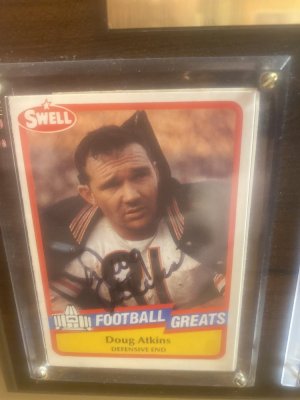 SWELL
FOOTBALL GREATS
Doug Atkins
DEFENSIVE END